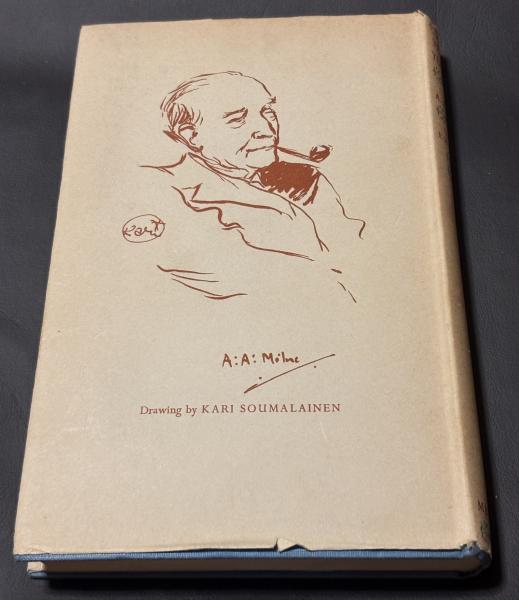 Kari
A:A: Milne
Drawing by KARI SOUMALAINEN